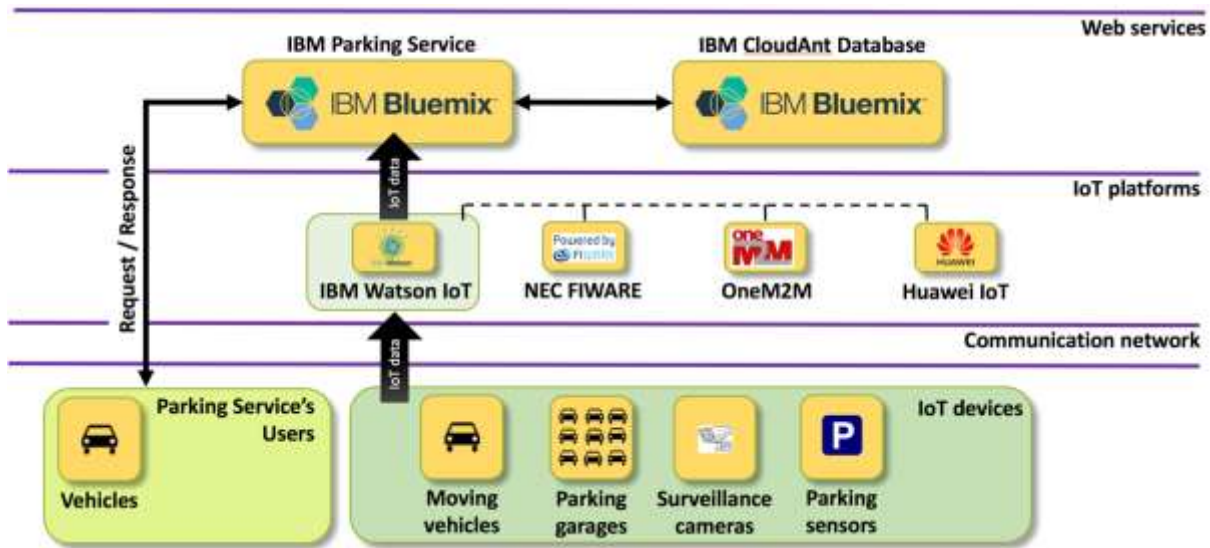 Web services
IBM Parking Service
IBM CloudAnt Database
IBM Bluemix
IBM Bluemix
Request / Response
IoT data
IoT platforms
Powered by
FIWARE
one
M2M
HUAWEI
IBM Watson IoT
NEC FIWARE
OneM2M
Huawei IoT
Communication network
IoT data
Parking Service's
Users
Vehicles
IoT devices
P
Moving
vehicles
Parking
garages
Surveillance
cameras
Parking
sensors